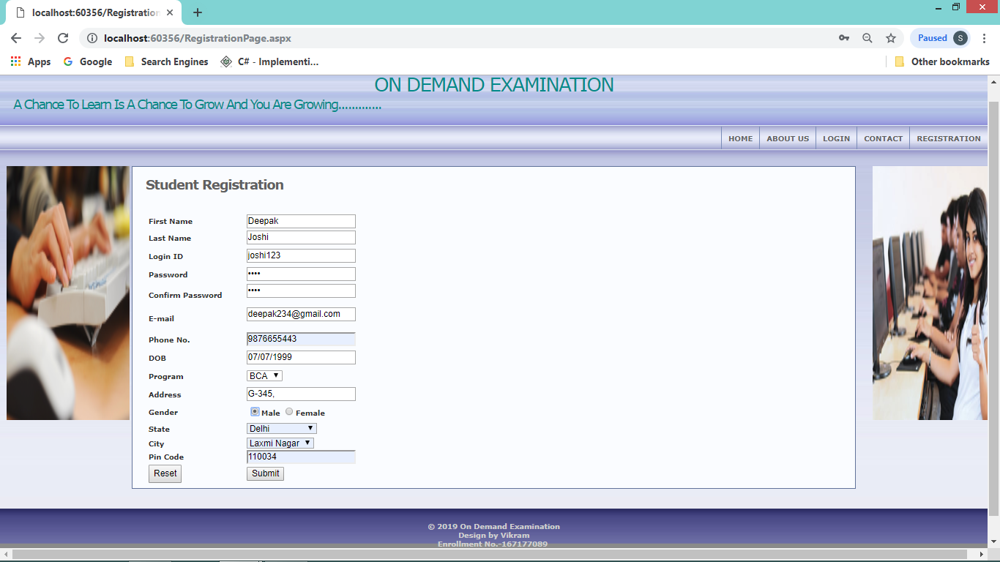 localhost:60356/Registration
localhost:60356/RegistrationPage.aspx
Paused S
Apps Google Search Engines C# - Implementi... Other bookmarks
ON DEMAND EXAMINATION
A Chance To Learn Is A Chance To Grow And You Are Growing.............
HOME ABOUT US LOGIN CONTACT REGISTRATION
Student Registration
First Name Deepak
Last Name Joshi
Login ID joshi123
Password ••••
Confirm Password ••••
E-mail deepak234@gmail.com
Phone No. 9876655443
DOB 07/07/1999
Program BCA
Address G-345,
Gender Male Female
State Delhi
City Laxmi Nagar
Pin Code 110034
Reset Submit
© 2019 On Demand Examination
Design by Vikram
Enrollment No.-167177089